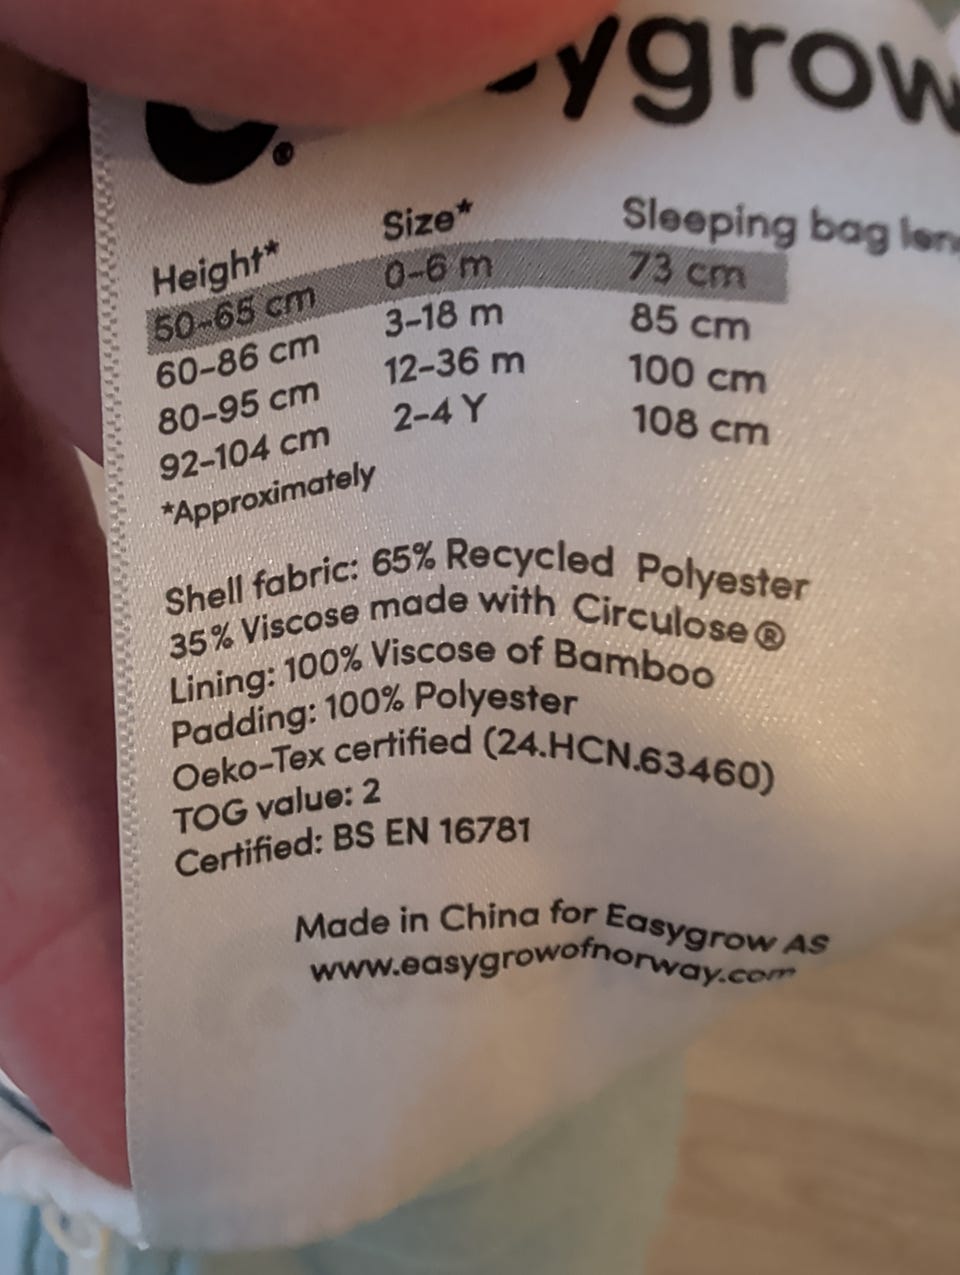 ®
Height* Size* Sleeping bag
50-65 cm 0-6 m 73 cm
60-86 cm 3-18 m 85 cm
80-95 cm 12-36 m 100 cm
92-104 cm 2-4 Y 108 cm
*Approximately
Shell fabric: 65% Recycled Polyester
35% Viscose made with Circulose®
Lining: 100% Viscose of Bamboo
Padding: 100% Polyester
Oeko-Tex certified (24.HCN.63460)
TOG value: 2
Certified: BS EN 16781
Made in China for Easygrow AS
www.easygrowofnorway.com